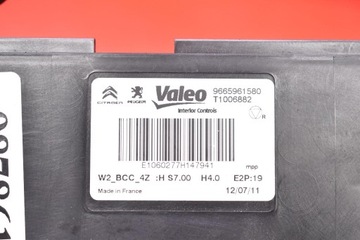 CITROËN PEUGEOT Valeo 9665961580
T1006882
Interior Controls
R
E1060277H147941
mpp
W2_BCC_4Z :H S7.00 H4.0 E2P:19
Made in France 12/07/11